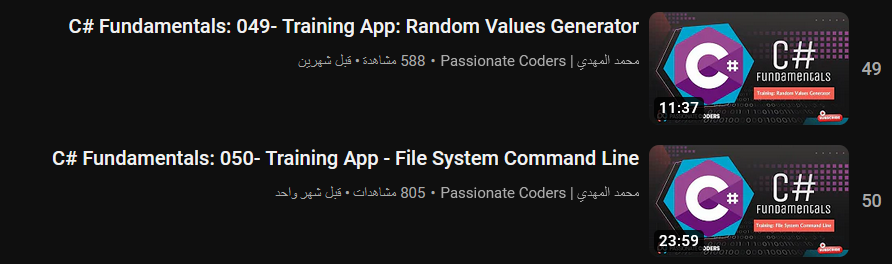 C# Fundamentals: 049- Training App: Random Values Generator
محمد المهدي | Passionate Coders • 588 مشاهدة • قبل شهرين
C#
FUNDAMENTALS
Training: Random Values Generator
11:37
49
C# Fundamentals: 050- Training App - File System Command Line
محمد المهدي | Passionate Coders • 805 مشاهدات • قبل شهر واحد
C#
FUNDAMENTALS
Training: File System Command Line
23:59
50